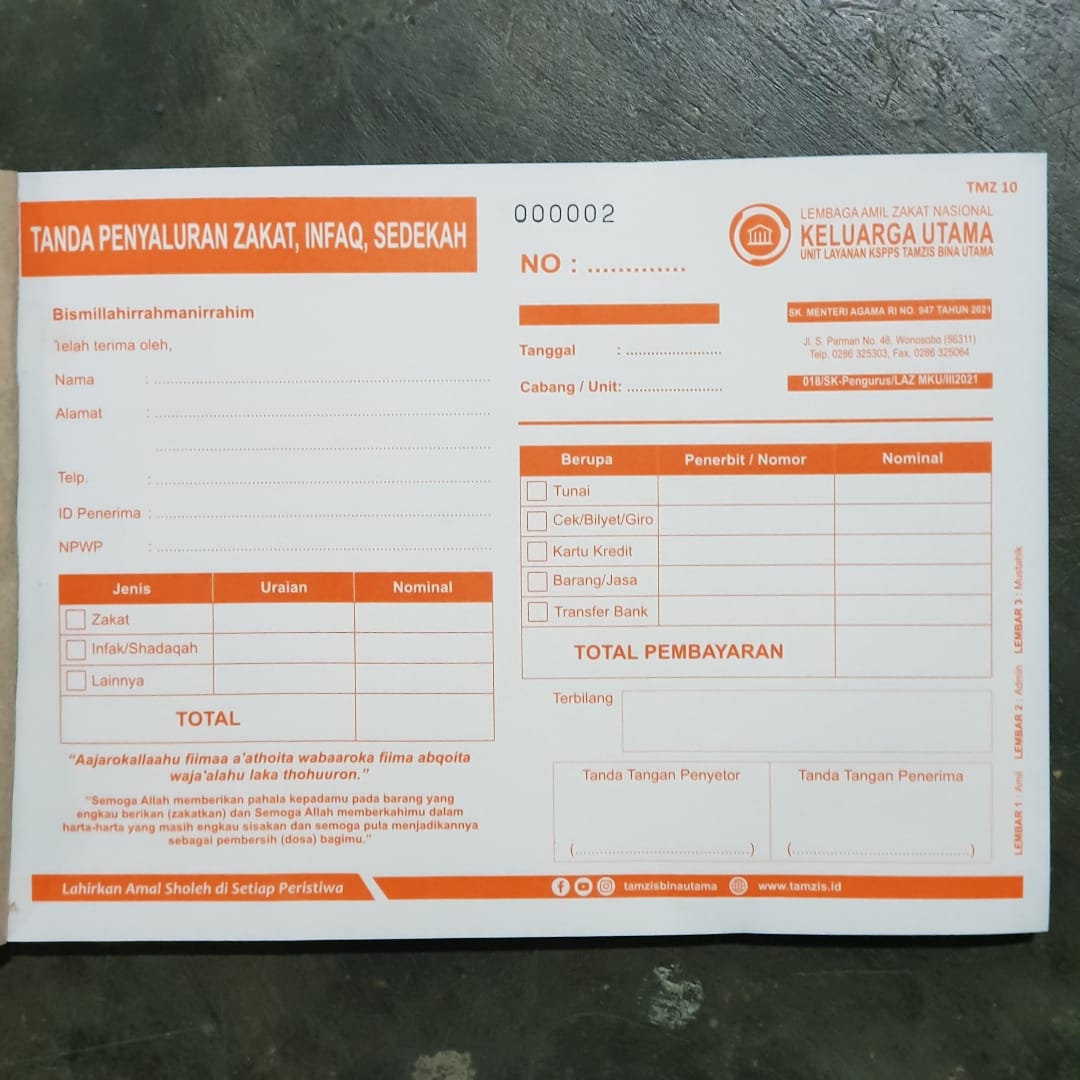 TMZ 10
TANDA PENYALURAN ZAKAT, INFAQ, SEDEKAH
000002
NO : .............
LEMBAGA AMIL ZAKAT NASIONAL
KELUARGA UTAMA
UNIT LAYANAN KSPPS TAMZIS BINA UTAMA
Bismillahirrahmanirrahim
Telah terima oleh,
Nama :
Alamat :
Telp. :
ID Penerima :
NPWP :
Jenis Uraian Nominal
Zakat
Infak/Shadaqah
Lainnya
TOTAL
"Aajarokallaahu fiimaa a'athoita wabaaroka fiima abqoita
waja'alahu laka thohuuron."
"Semoga Allah memberikan pahala kepadamu pada barang yang
engkau berikan (zakatkan) dan Semoga Allah memberkahimu dalam
harta-harta yang masih engkau sisakan dan semoga pula menjadikannya
sebagai pembersih (dosa) bagimu."
Tanggal :
Cabang / Unit:
SK. MENTERI AGAMA RI NO. 947 TAHUN 2021
Jl. S. Parman No. 46, Wonosobo (56311)
Telp. 0286 325303, Fax. 0286 325064
018/SK-Pengurus/LAZ MKU/III2021
Berupa Penerbit / Nomor Nominal
Tunai
Cek/Bilyet/Giro
Kartu Kredit
Barang/Jasa
Transfer Bank
TOTAL PEMBAYARAN
Terbilang
Tanda Tangan Penyetor Tanda Tangan Penerima
(..............................) (..............................)
LEMBAR 1 : Amil LEMBAR 2 : Admin LEMBAR 3 : Mustahik
Lahirkan Amal Sholeh di Setiap Peristiwa
tamzisbinautama www.tamzis.id